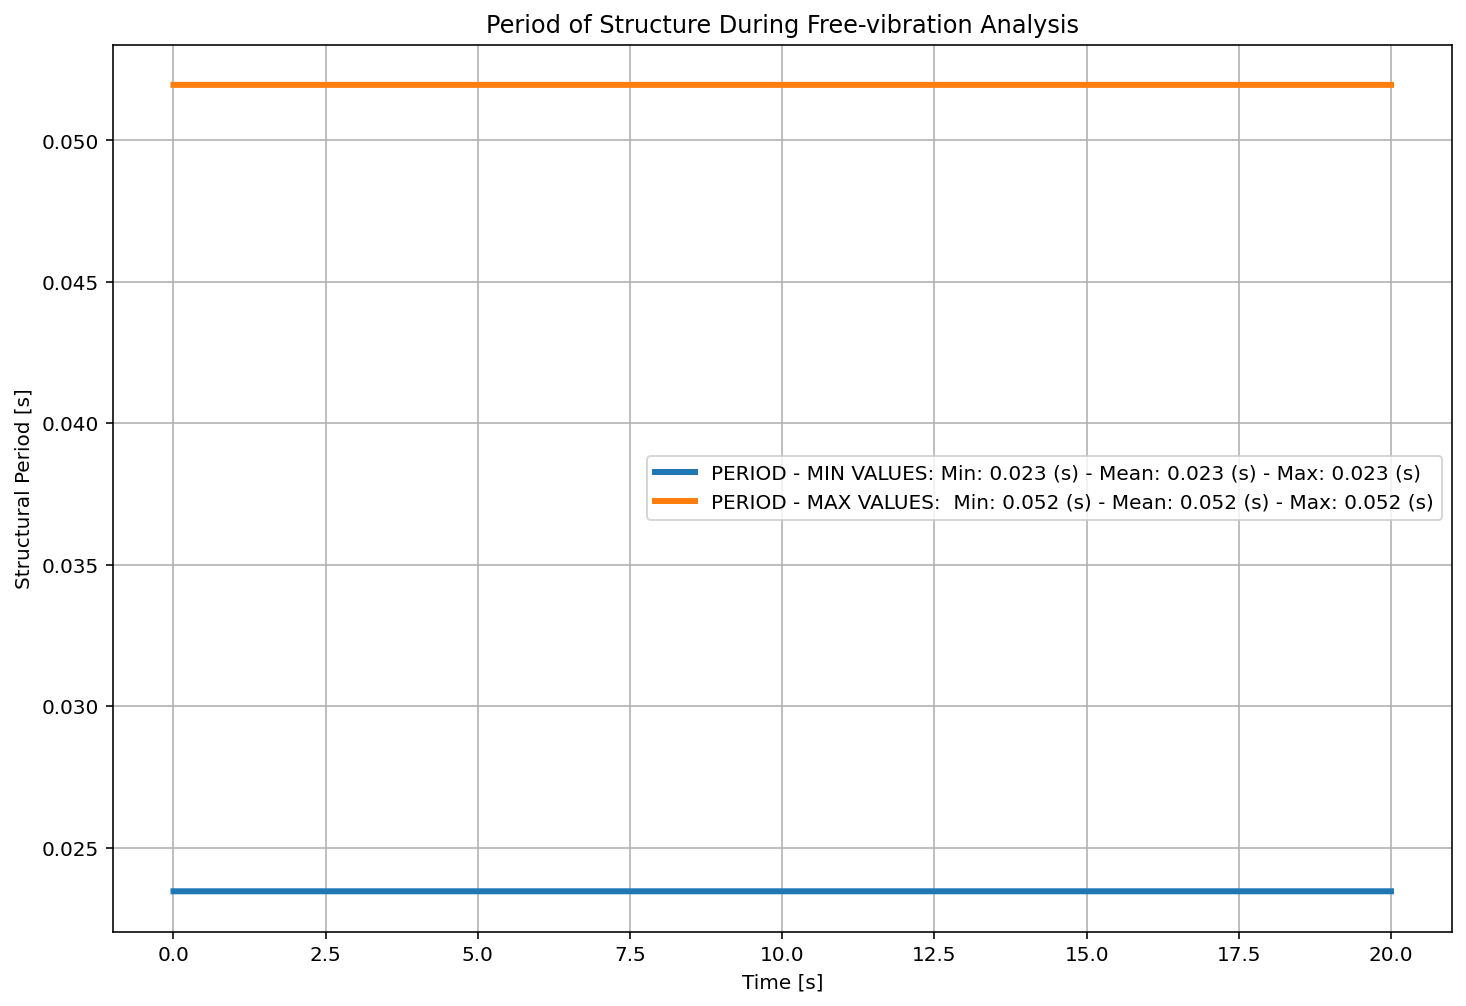 Period of Structure During Free-vibration Analysis
Structural Period [s]
0.050
0.045
0.040
0.035
0.030
0.025
PERIOD - MIN VALUES: Min: 0.023 (s) - Mean: 0.023 (s) - Max: 0.023 (s)
PERIOD - MAX VALUES:  Min: 0.052 (s) - Mean: 0.052 (s) - Max: 0.052 (s)
0.0 2.5 5.0 7.5 10.0 12.5 15.0 17.5 20.0
Time [s]